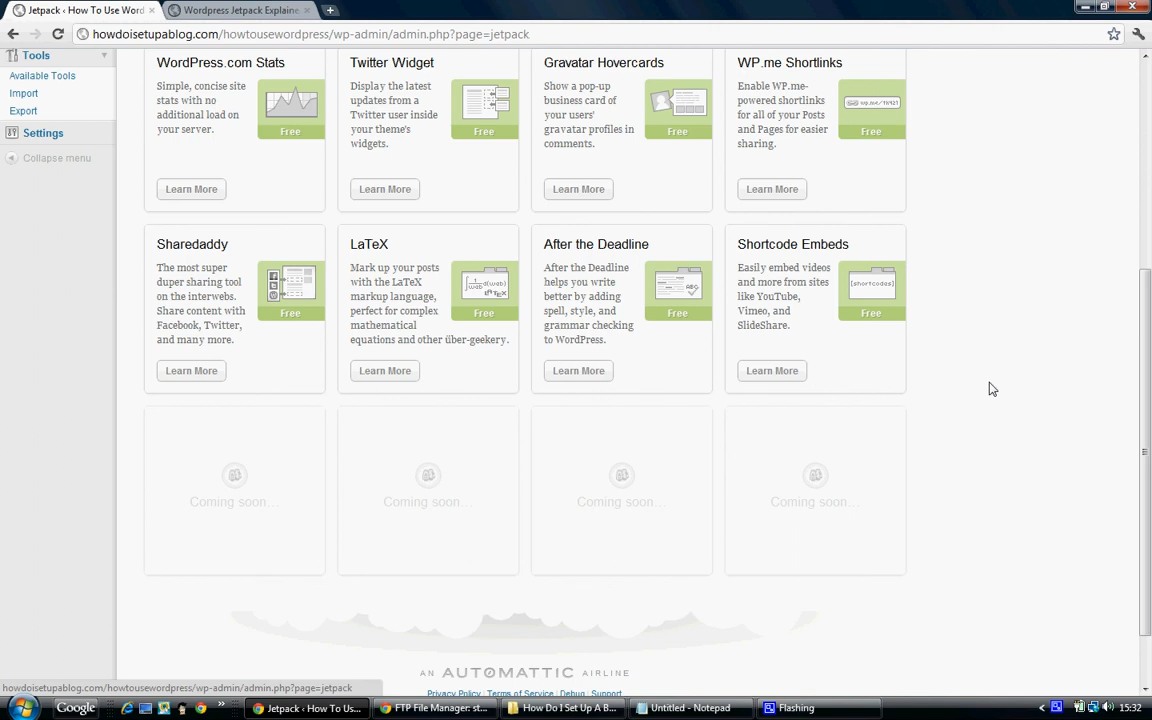 Jetpack ‹ How To Use Word
Wordpress Jetpack Explaine
howdoisetupablog.com/howtousewordpress/wp-admin/admin.php?page=jetpack
Tools
Available Tools
Import
Export
Settings
Collapse menu
WordPress.com Stats
Simple, concise site
stats with no
additional load on
your server.
Free
Learn More
Twitter Widget
Display the latest
updates from a
Twitter user inside
your theme's
widgets.
Free
Learn More
Gravatar Hovercards
Show a pop-up
business card of
your users'
gravatar profiles in
comments.
Free
Learn More
WP.me Shortlinks
Enable WP.me-
powered shortlinks
for all of your Posts
and Pages for easier
sharing.
Free
Learn More
Sharedaddy
The most super
duper sharing tool
on the interwebs.
Share content with
Facebook, Twitter,
and many more.
Free
Learn More
LaTeX
Mark up your posts
with the LaTeX
markup language,
perfect for complex
mathematical
equations and other über-geekery.
Free
Learn More
After the Deadline
After the Deadline
helps you write
better by adding
spell, style, and
grammar checking
to WordPress.
ABC
Free
Learn More
Shortcode Embeds
Easily embed videos
and more from sites
like YouTube,
Vimeo, and
SlideShare.
[shortcodes]
Free
Learn More
Coming soon...
Coming soon...
Coming soon...
Coming soon...
AN AUTOMATTIC AIRLINE
Privacy Policy | Terms of Service | Debug | Support
howdoisetupablog.com/howtousewordpress/wp-admin/admin.php?page=jetpack
Google
»
Jetpack ‹ How To Us...
FTP File Manager: st...
How Do I Set Up A B...
Untitled - Notepad
Flashing
15:32